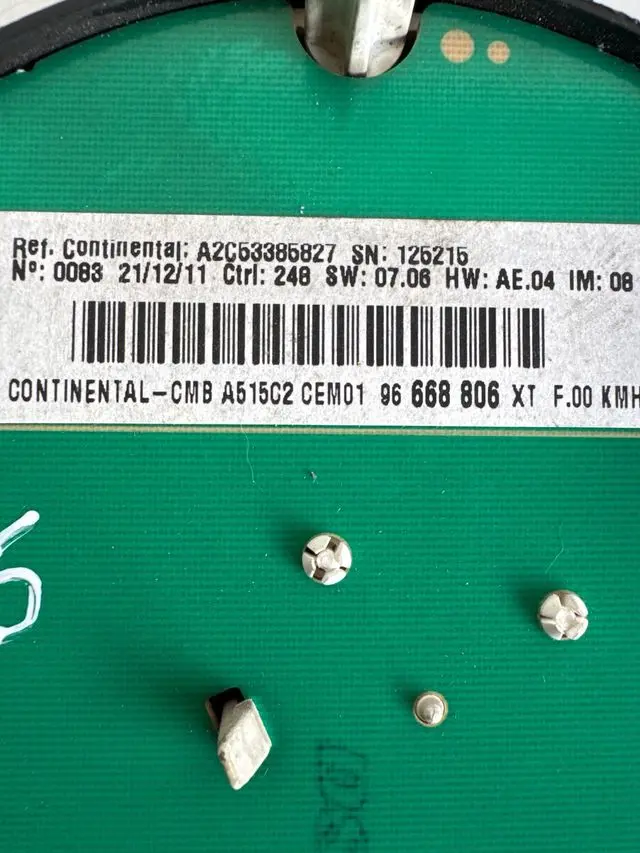 Ref. Continental: A2C53385827 SN: 125215
Nº: 0083 21/12/11 Ctrl: 248 SW: 07.06 HW: AE.04 IM: 08
CONTINENTAL-CMB A515C2 CEM01 96 668 806 XT F.00 KMH